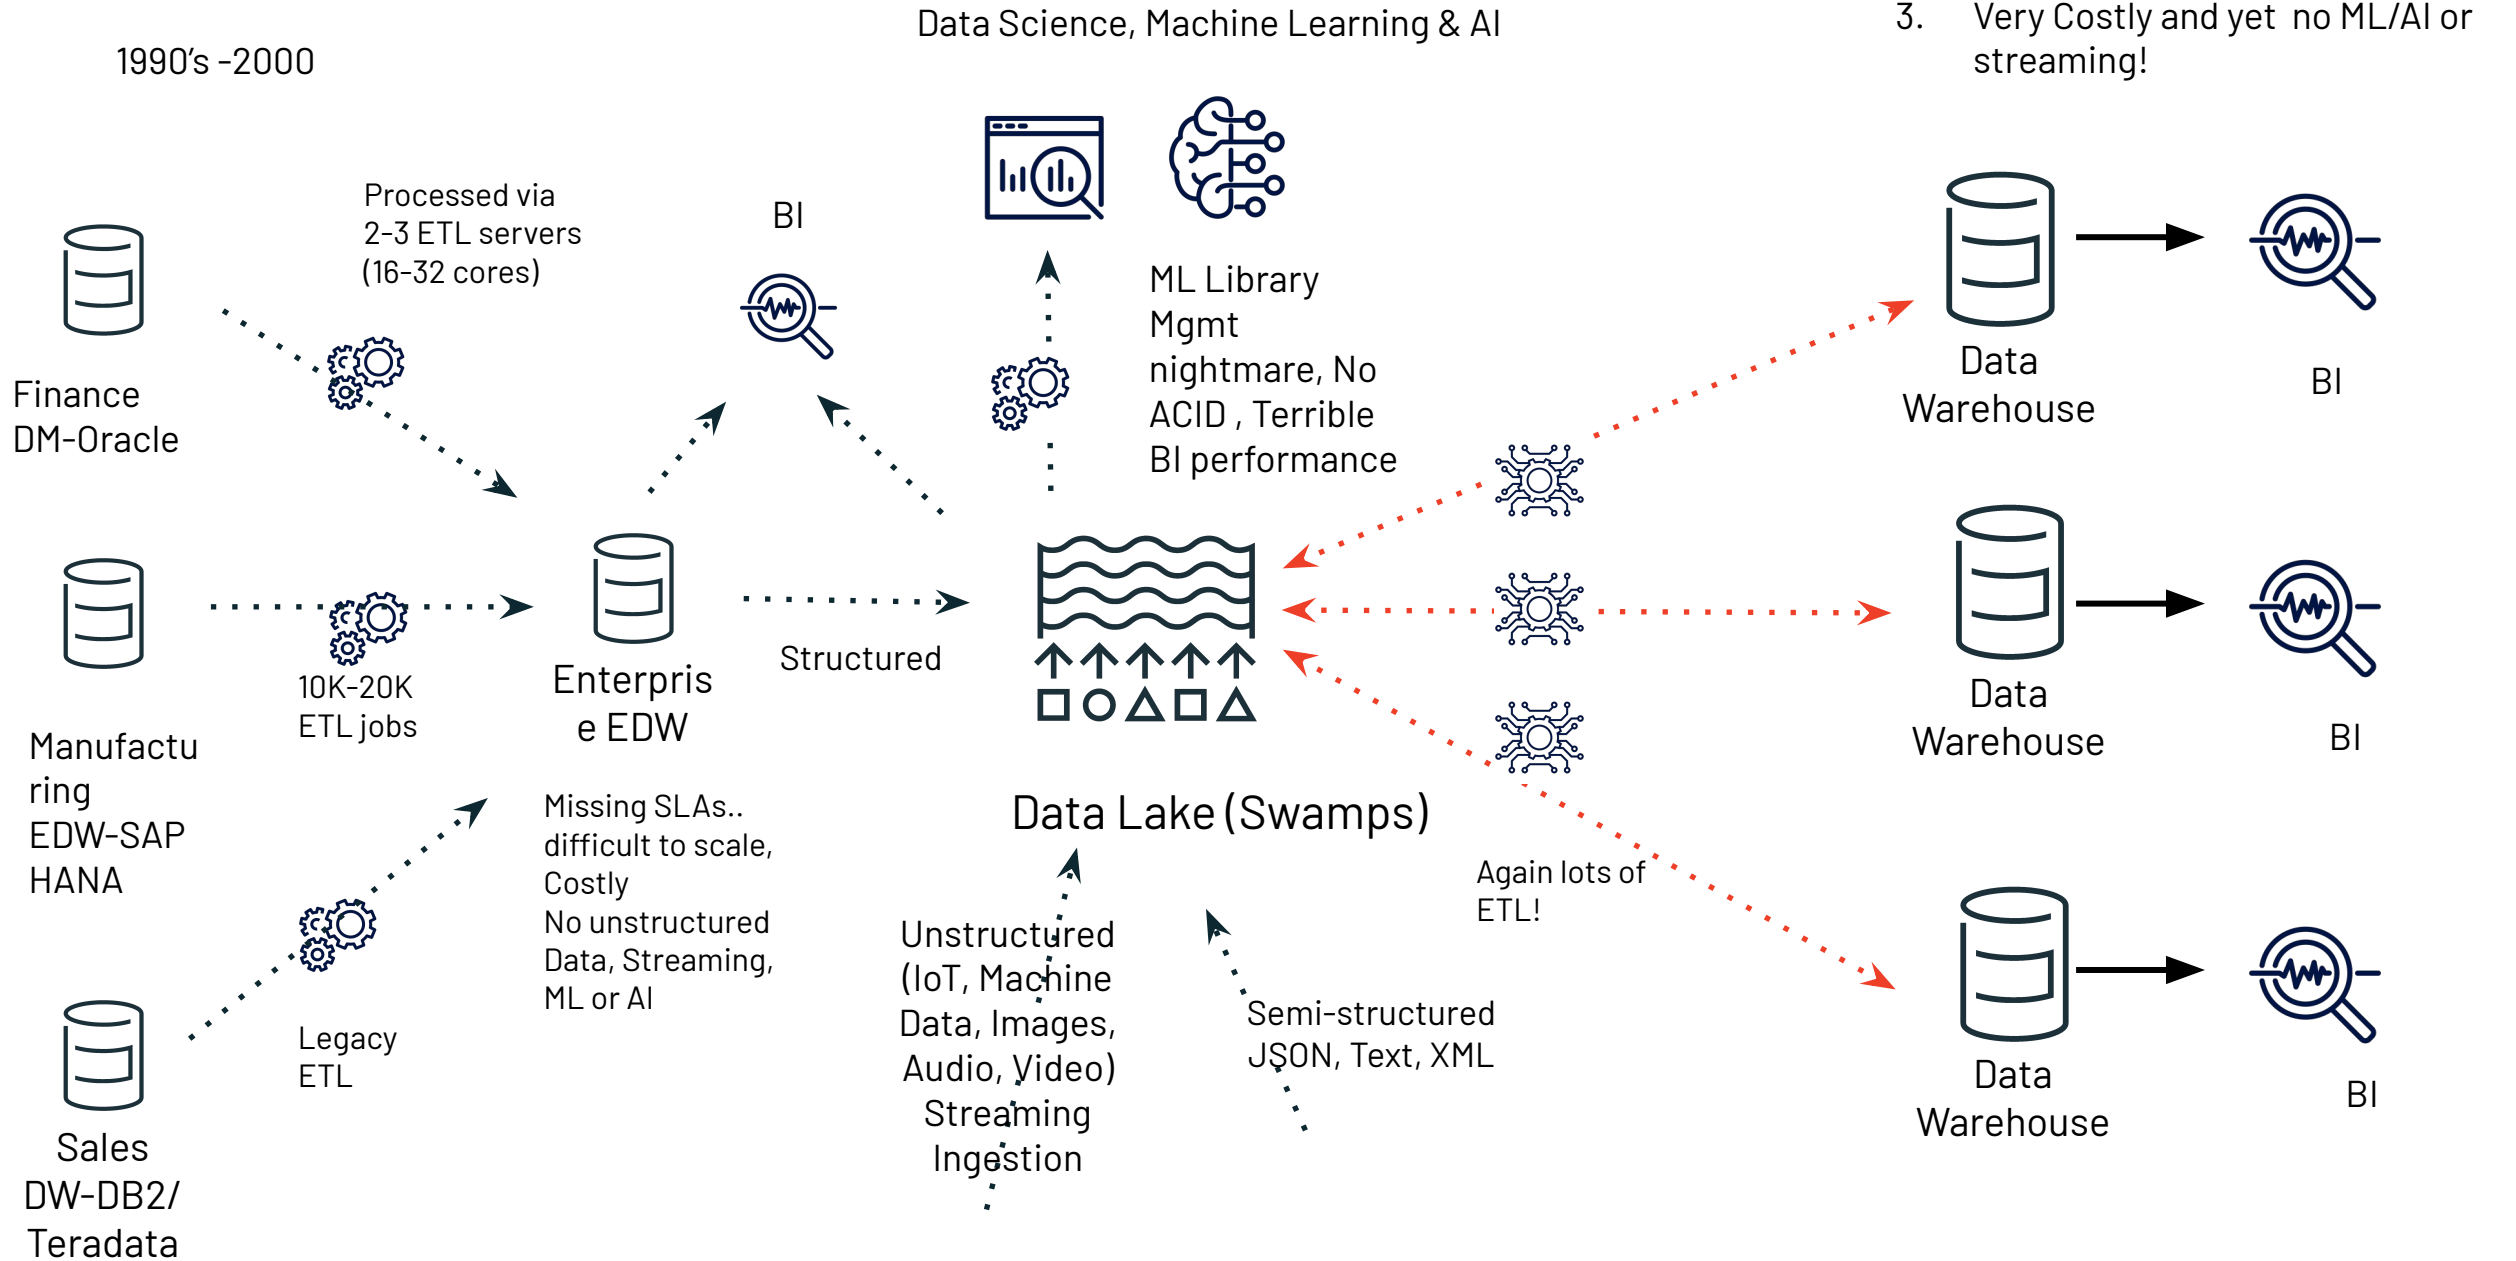 1990's -2000
Data Science, Machine Learning & AI
3. Very Costly and yet no ML/AI or
streaming!
Processed via
2-3 ETL servers
(16-32 cores)
BI
Finance
DM-Oracle
ML Library
Mgmt
nightmare, No
ACID , Terrible
BI performance
Data
Warehouse
BI
Manufactu
ring
EDW-SAP
HANA
10K-20K
ETL jobs
Enterpris
e EDW
Structured
Data
Warehouse
BI
Missing SLAs..
difficult to scale,
Costly
No unstructured
Data, Streaming,
ML or AI
Data Lake (Swamps)
Again lots of
ETL!
Legacy
ETL
Unstructured
(IoT, Machine
Data, Images,
Audio, Video)
Streaming
Ingestion
Semi-structured
JSON, Text, XML
Data
Warehouse
BI
Sales
DW-DB2/
Teradata